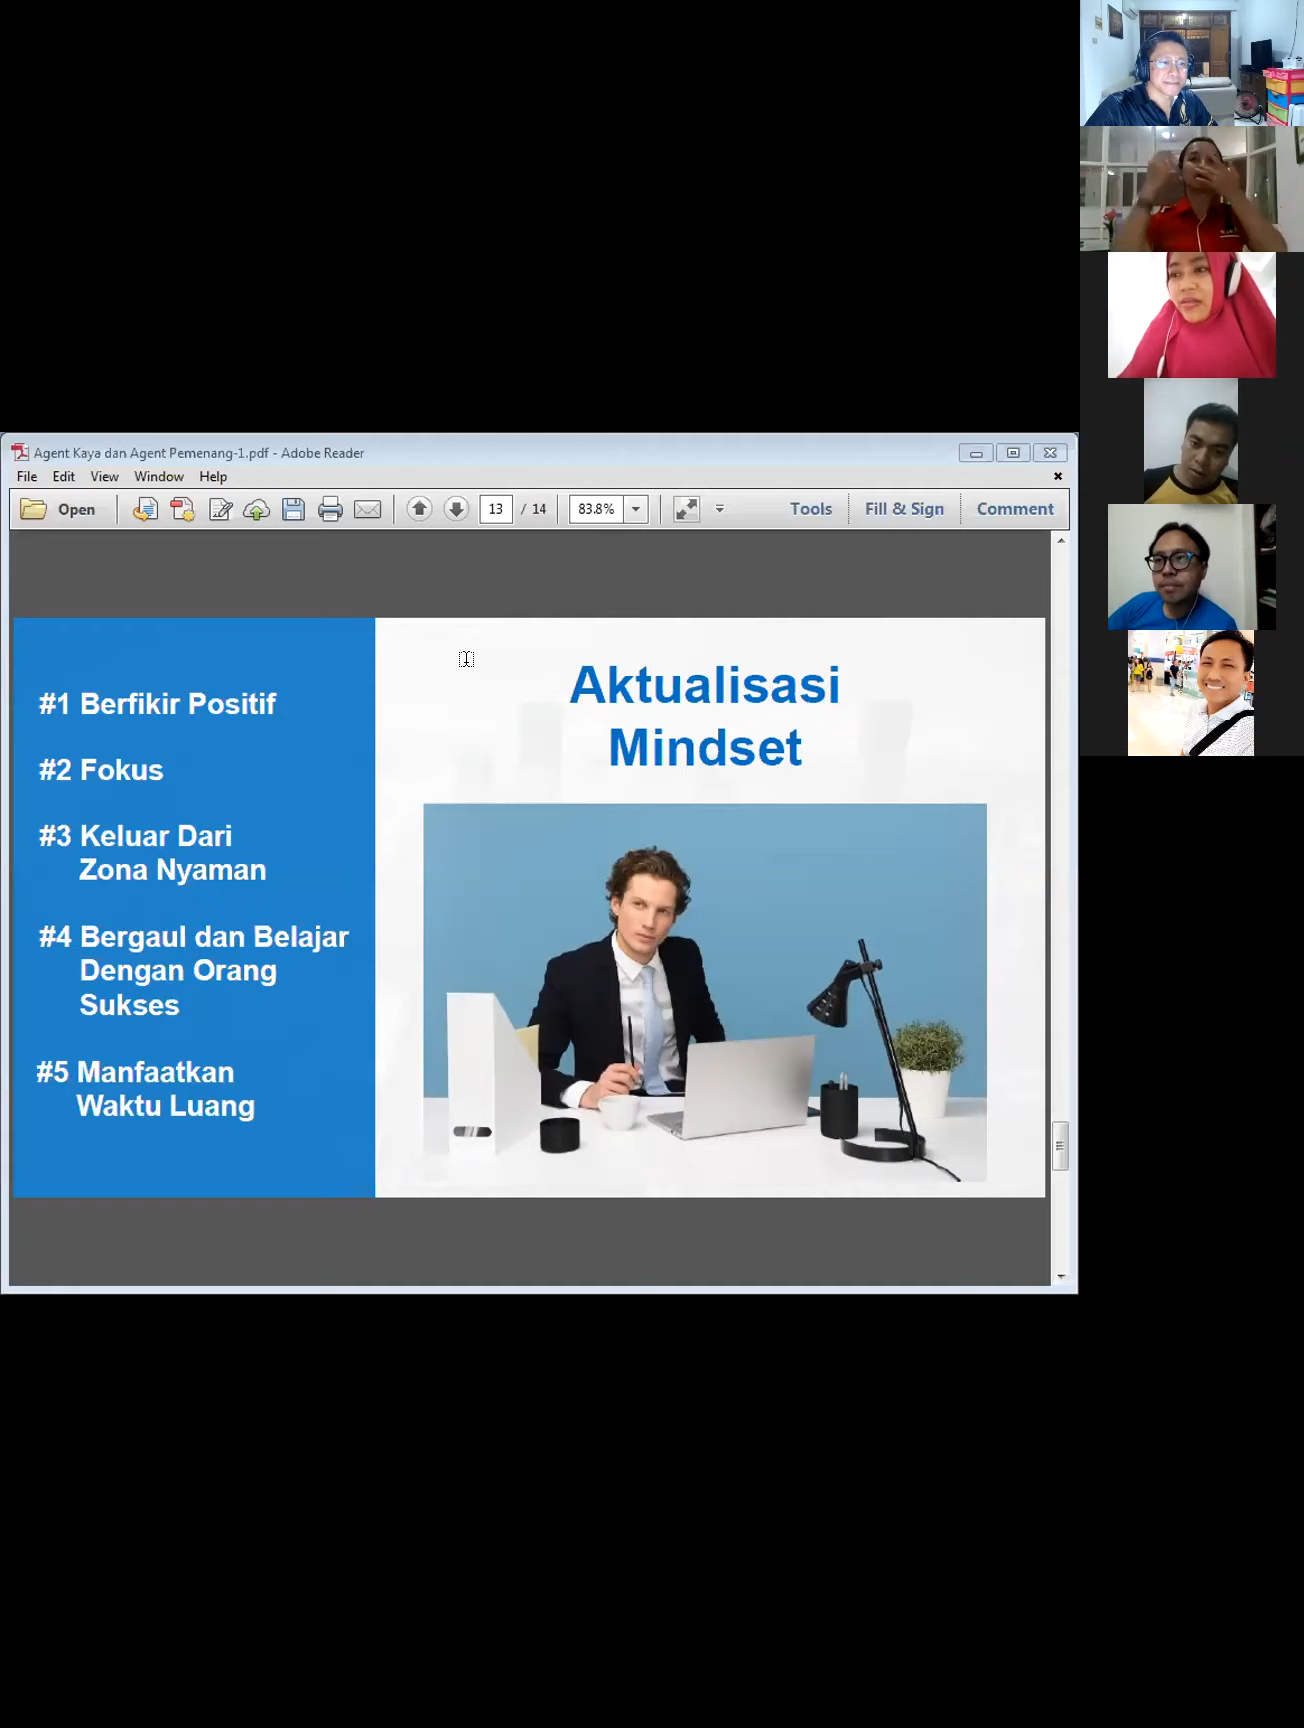 Agent Kaya dan Agent Pemenang-1.pdf - Adobe Reader
File Edit View Window Help
Open 13 / 14 83.8% Tools Fill & Sign Comment
#1 Berfikir Positif
#2 Fokus
#3 Keluar Dari
Zona Nyaman
#4 Bergaul dan Belajar
Dengan Orang
Sukses
#5 Manfaatkan
Waktu Luang
Aktualisasi
Mindset